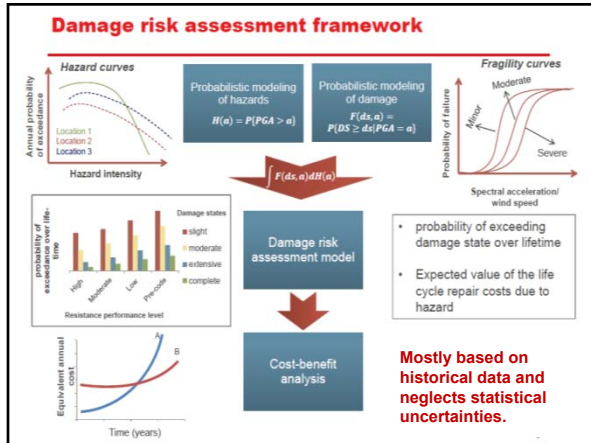 Damage risk assessment framework
Hazard curves
Annual probability
of exceedance
Location 1
Location 2
Location 3
Hazard intensity
Probabilistic modeling
of hazards
H(a) = P{PGA > a}
Probabilistic modeling
of damage
F(ds, a) =
P{DS ≥ ds|PGA = a}
Fragility curves
Probability of failure
Minor
Moderate
Severe
Spectral acceleration/
wind speed
∫ F(ds, a)dH(a)
probability of
exceedance over life-
time
Damage states
slight
moderate
extensive
complete
High
Moderate
Low
Pre-code
Resistance performance level
Damage risk
assessment model
• probability of exceeding
damage state over lifetime
• Expected value of the life
cycle repair costs due to
hazard
Equivalent annual
cost
A
B
Time (years)
Cost-benefit
analysis
Mostly based on
historical data and
neglects statistical
uncertainties.